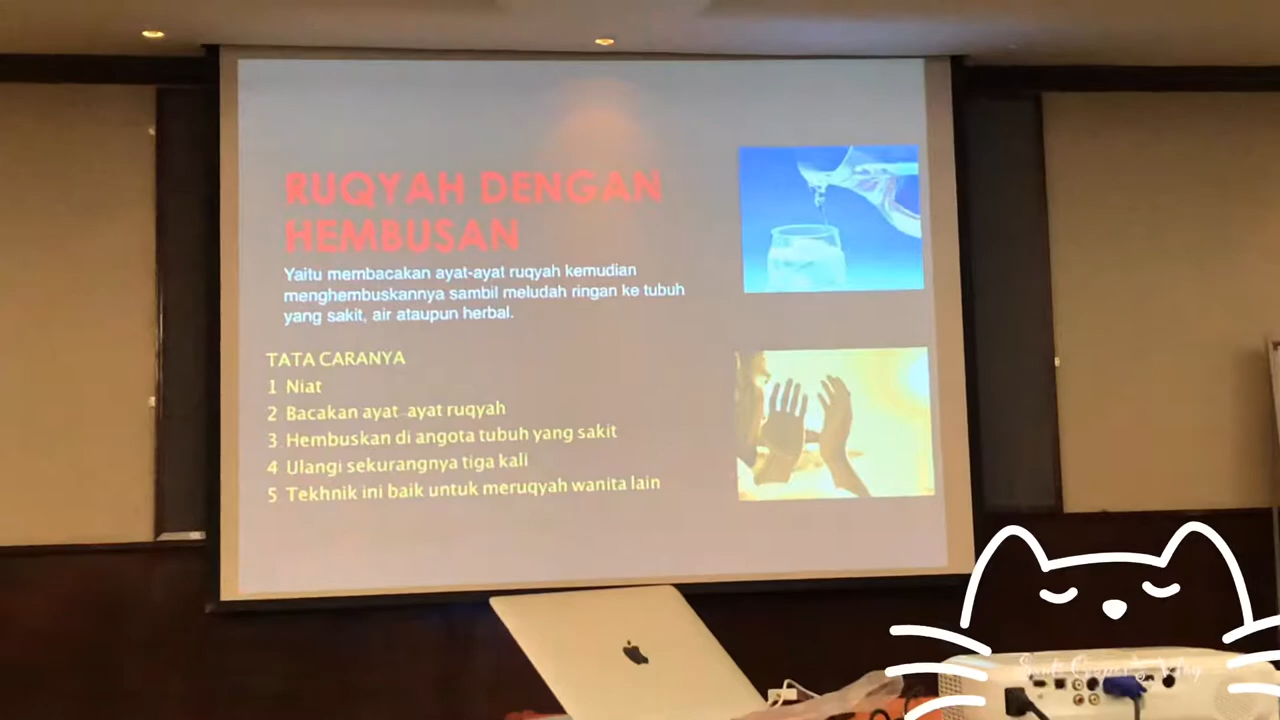 RUQYAH DENGAN
HEMBUSAN
Yaitu membacakan ayat-ayat ruqyah kemudian
menghembuskannya sambil meludah ringan ke tubuh
yang sakit, air ataupun herbal.
TATA CARANYA
1 Niat
2 Bacakan ayat-ayat ruqyah
3 Hembuskan di angota tubuh yang sakit
4 Ulangi sekurangnya tiga kali
5 Tekhnik ini baik untuk meruqyah wanita lain